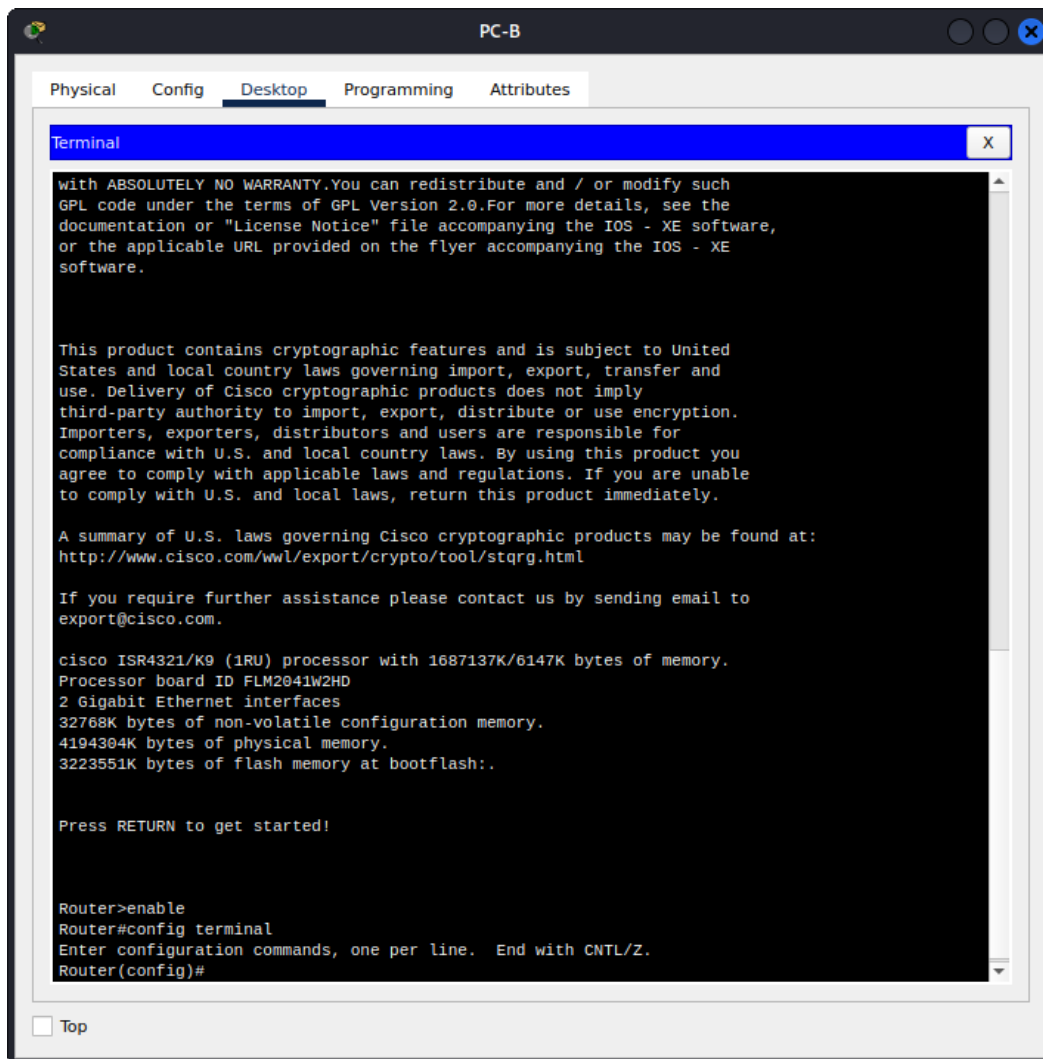 PC-B
Physical Config Desktop Programming Attributes
Terminal X
with ABSOLUTELY NO WARRANTY.You can redistribute and / or modify such
GPL code under the terms of GPL Version 2.0.For more details, see the
documentation or "License Notice" file accompanying the IOS - XE software,
or the applicable URL provided on the flyer accompanying the IOS - XE
software.
This product contains cryptographic features and is subject to United
States and local country laws governing import, export, transfer and
use. Delivery of Cisco cryptographic products does not imply
third-party authority to import, export, distribute or use encryption.
Importers, exporters, distributors and users are responsible for
compliance with U.S. and local country laws. By using this product you
agree to comply with applicable laws and regulations. If you are unable
to comply with U.S. and local laws, return this product immediately.
A summary of U.S. laws governing Cisco cryptographic products may be found at:
http://www.cisco.com/wwl/export/crypto/tool/stqrg.html
If you require further assistance please contact us by sending email to
export@cisco.com.
cisco ISR4321/K9 (1RU) processor with 1687137K/6147K bytes of memory.
Processor board ID FLM2041W2HD
2 Gigabit Ethernet interfaces
32768K bytes of non-volatile configuration memory.
4194304K bytes of physical memory.
3223551K bytes of flash memory at bootflash:.
Press RETURN to get started!
Router>enable
Router#config terminal
Enter configuration commands, one per line.  End with CNTL/Z.
Router(config)#
Top